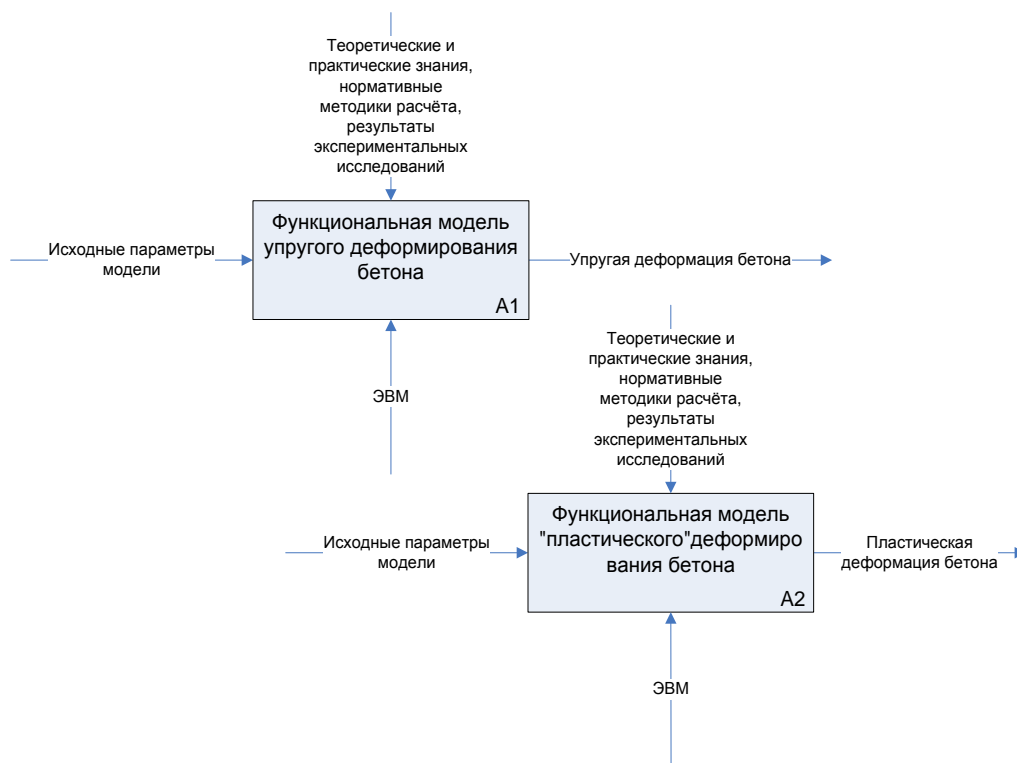 Теоретические и
практические знания,
нормативные
методики расчёта,
результаты
экспериментальных
исследований
Функциональная модель
упругого деформирования
бетона
А1
Исходные параметры
модели
Упругая деформация бетона
ЭВМ
Теоретические и
практические знания,
нормативные
методики расчёта,
результаты
экспериментальных
исследований
Функциональная модель
"пластического"деформиро
вания бетона
А2
Исходные параметры
модели
Пластическая
деформация бетона
ЭВМ